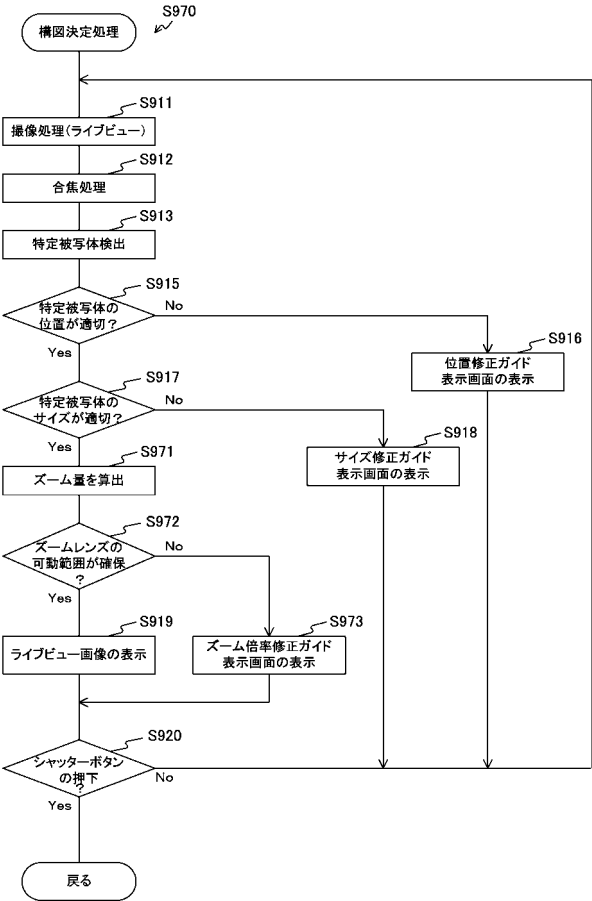 S970
構図決定処理
S911
撮像処理(ライブビュー)
S912
合焦処理
S913
特定被写体検出
S915
特定被写体の
位置が適切?
No
Yes
S916
位置修正ガイド
表示画面の表示
S917
特定被写体の
サイズが適切?
No
Yes
S918
サイズ修正ガイド
表示画面の表示
S971
ズーム量を算出
S972
ズームレンズの
可動範囲が確保
?
No
Yes
S919
ライブビュー画像の表示
S973
ズーム倍率修正ガイド
表示画面の表示
S920
シャッターボタン
の押下
?
No
Yes
戻る